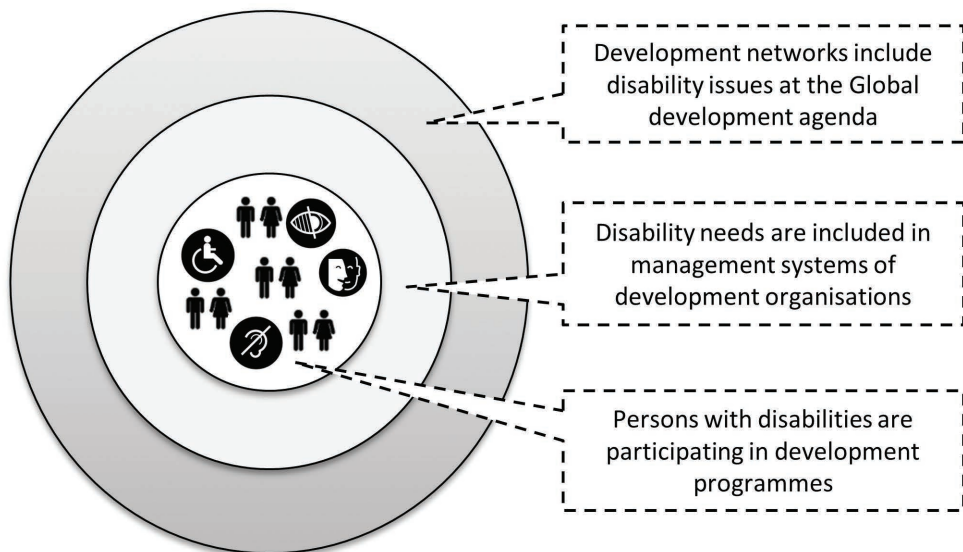 Development networks include
disability issues at the Global
development agenda
Disability needs are included in
management systems of
development organisations
Persons with disabilities are
participating in development
programmes